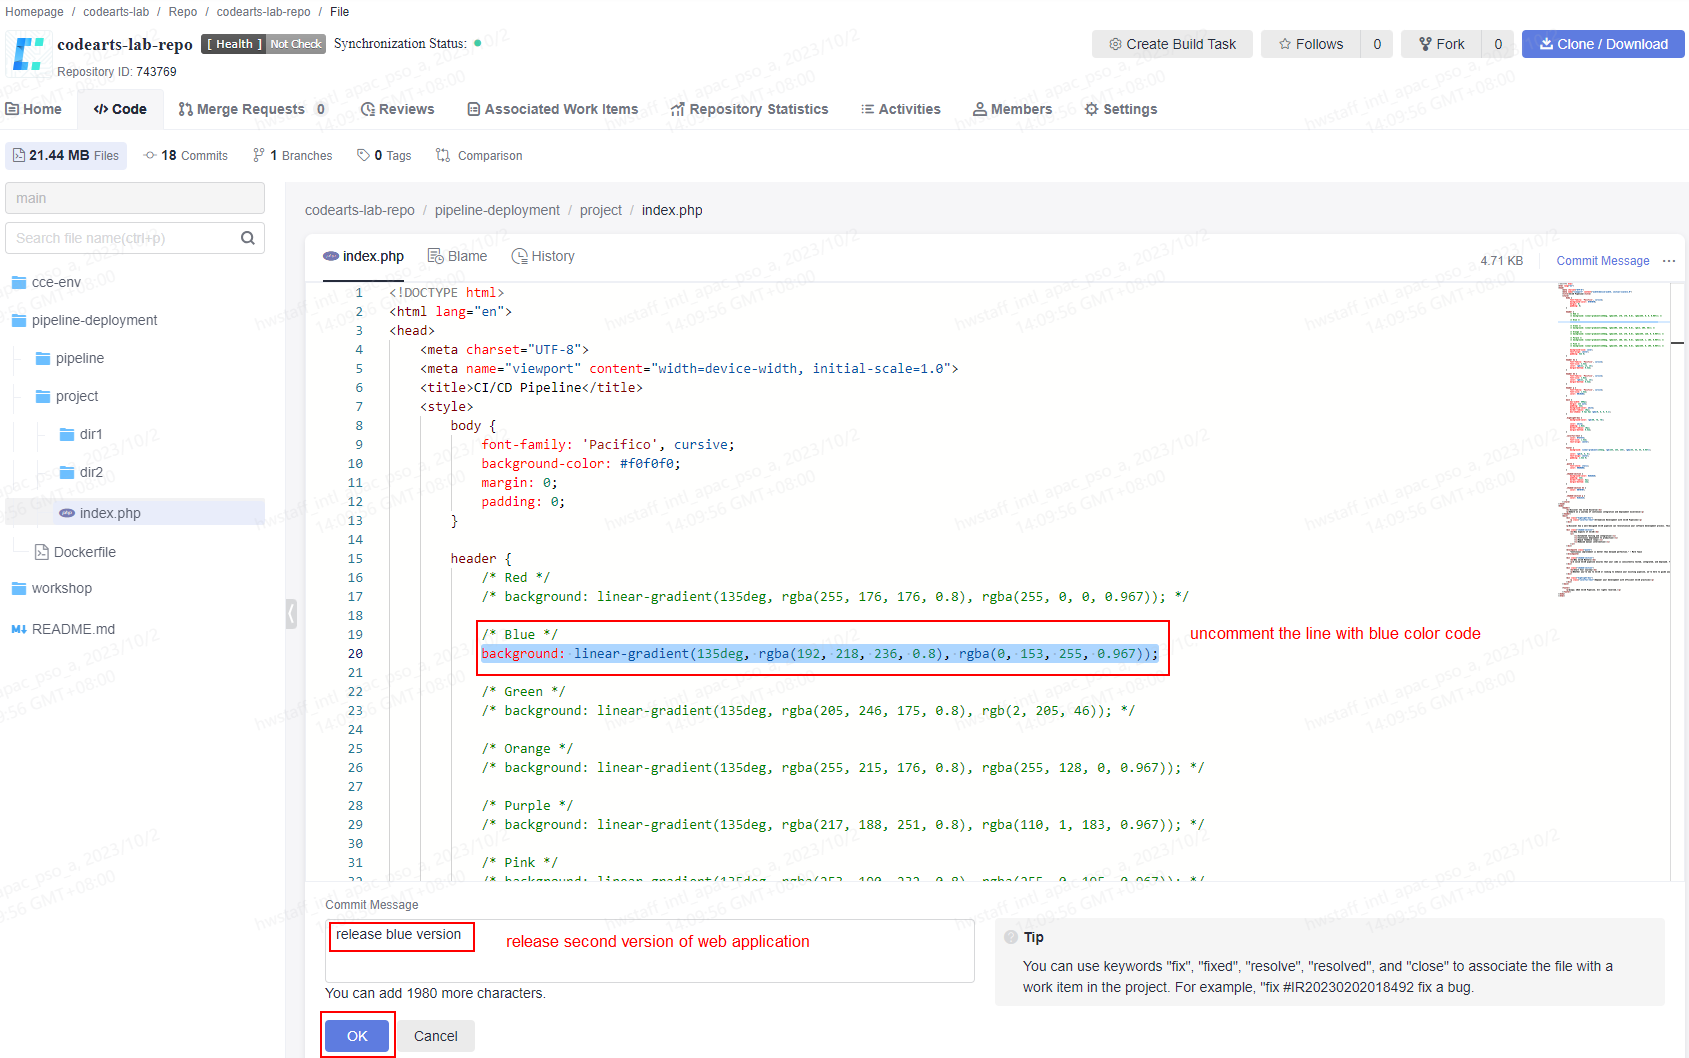 Homepage / codearts-lab / Repo / codearts-lab-repo / File
codearts-lab-repo [ Health ] Not Check Synchronization Status:
Repository ID: 743769
Create Build Task Follows 0 Fork 0 Clone / Download
Home Code Merge Requests 0 Reviews Associated Work Items Repository Statistics Activities Members Settings
21.44 MB Files 18 Commits 1 Branches 0 Tags Comparison
main
Search file name(ctrl+p)
cce-env
pipeline-deployment
pipeline
project
dir1
dir2
index.php
Dockerfile
workshop
README.md
codearts-lab-repo / pipeline-deployment / project / index.php
index.php Blame History 4.71 KB Commit Message ...
1 <!DOCTYPE html>
2 <html lang="en">
3 <head>
4 <meta charset="UTF-8">
5 <meta name="viewport" content="width=device-width, initial-scale=1.0">
6 <title>CI/CD Pipeline</title>
7 <style>
8 body {
9 font-family: 'Pacifico', cursive;
10 background-color: #f0f0f0;
11 margin: 0;
12 padding: 0;
13 }
14
15 header {
16 /* Red */
17 /* background: linear-gradient(135deg, rgba(255, 176, 176, 0.8), rgba(255, 0, 0, 0.967)); */
18
19 /* Blue */
20 background: linear-gradient(135deg, rgba(192, 218, 236, 0.8), rgba(0, 153, 255, 0.967));
uncomment the line with blue color code
21
22 /* Green */
23 /* background: linear-gradient(135deg, rgba(205, 246, 175, 0.8), rgb(2, 205, 46)); */
24
25 /* Orange */
26 /* background: linear-gradient(135deg, rgba(255, 215, 176, 0.8), rgba(255, 128, 0, 0.967)); */
27
28 /* Purple */
29 /* background: linear-gradient(135deg, rgba(217, 188, 251, 0.8), rgba(110, 1, 183, 0.967)); */
30
31 /* Pink */
Commit Message
release blue version
release second version of web application
You can add 1980 more characters.
OK Cancel
Tip
You can use keywords "fix", "fixed", "resolve", "resolved", and "close" to associate the file with a
work item in the project. For example, "fix #IR20230202018492 fix a bug.